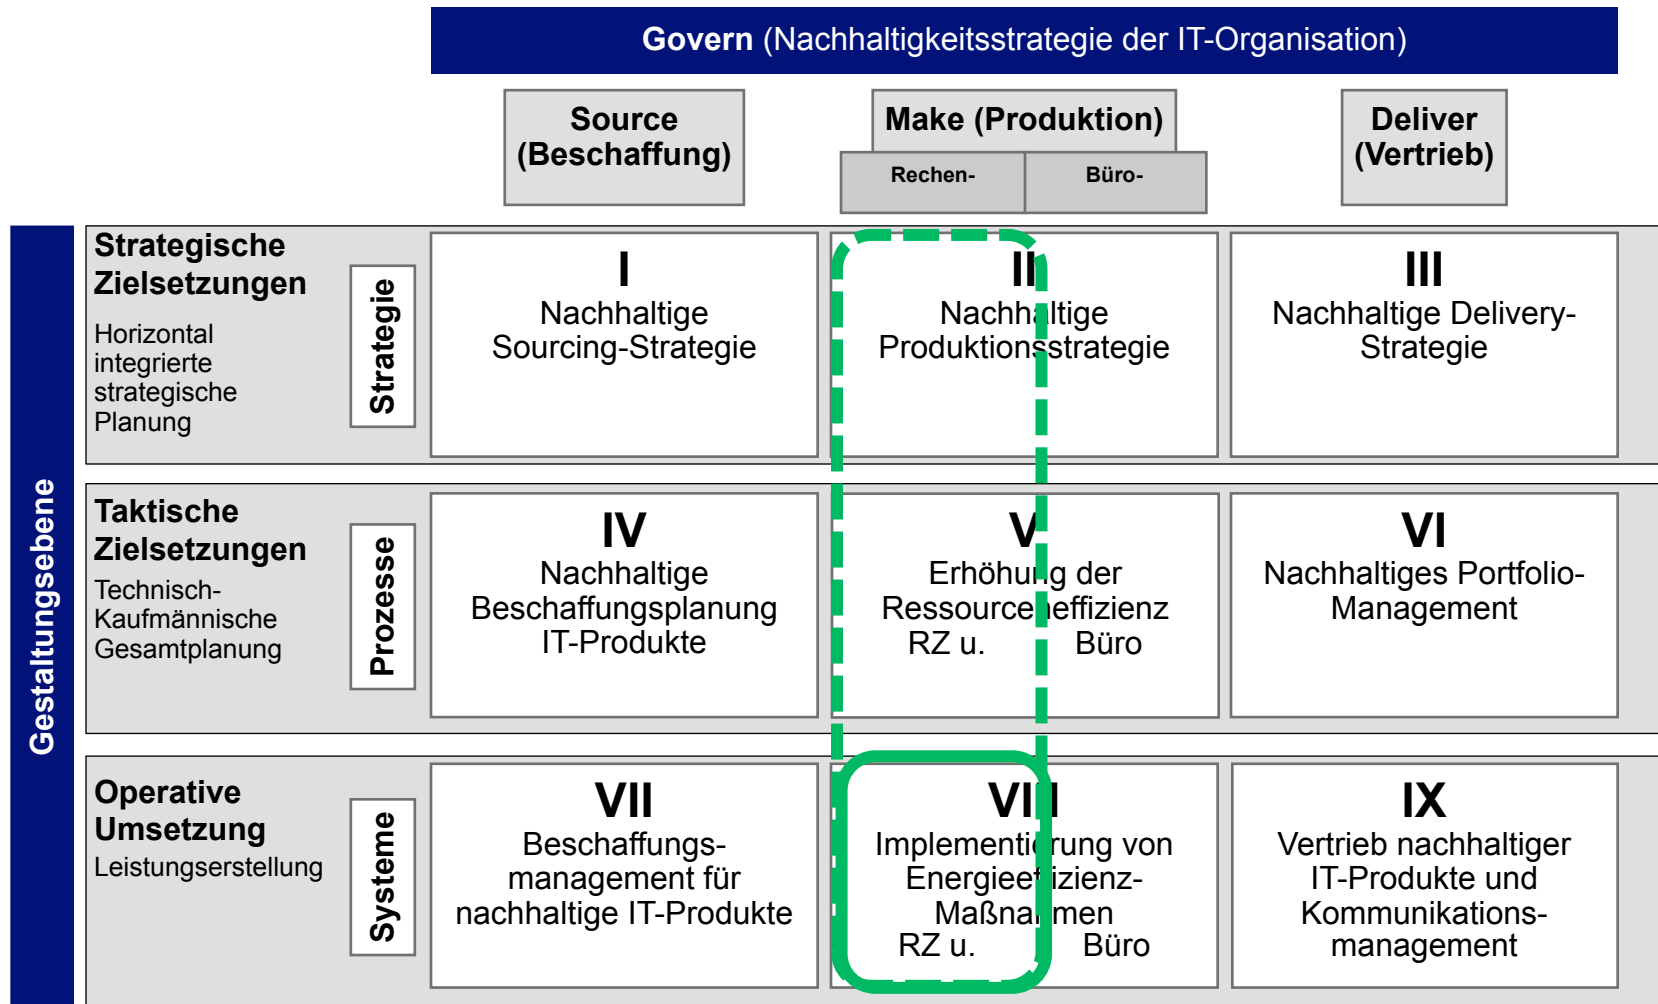 Govern (Nachhaltigkeitsstrategie der IT-Organisation)
Source
(Beschaffung)
Make (Produktion)
Rechen-
Büro-
Deliver
(Vertrieb)
Gestaltungsebene
Strategische
Zielsetzungen
Horizontal
integrierte
strategische
Planung
Strategie
I
Nachhaltige
Sourcing-Strategie
II
Nachhaltige
Produktionsstrategie
III
Nachhaltige Delivery-
Strategie
Taktische
Zielsetzungen
Technisch-
Kaufmännische
Gesamtplanung
Prozesse
IV
Nachhaltige
Beschaffungsplanung
IT-Produkte
V
Erhöhung der
Ressourceneffizienz
RZ u. Büro
VI
Nachhaltiges Portfolio-
Management
Operative
Umsetzung
Leistungserstellung
Systeme
VII
Beschaffungs-
management für
nachhaltige IT-Produkte
VIII
Implementierung von
Energieeffizienz-
Maßnahmen
RZ u. Büro
IX
Vertrieb nachhaltiger
IT-Produkte und
Kommunikations-
management